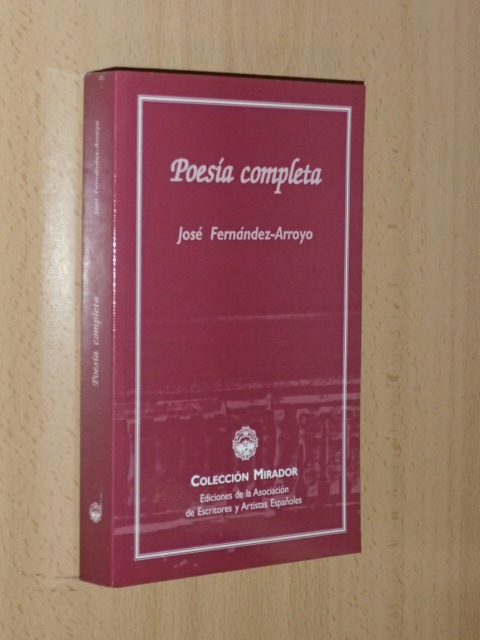 Poesía completa
José Fernández-Arroyo
COLECCIÓN MIRADOR
Ediciones de la Asociación
de Escritores y Artistas Españoles
José Fernández-Arroyo
Poesía completa